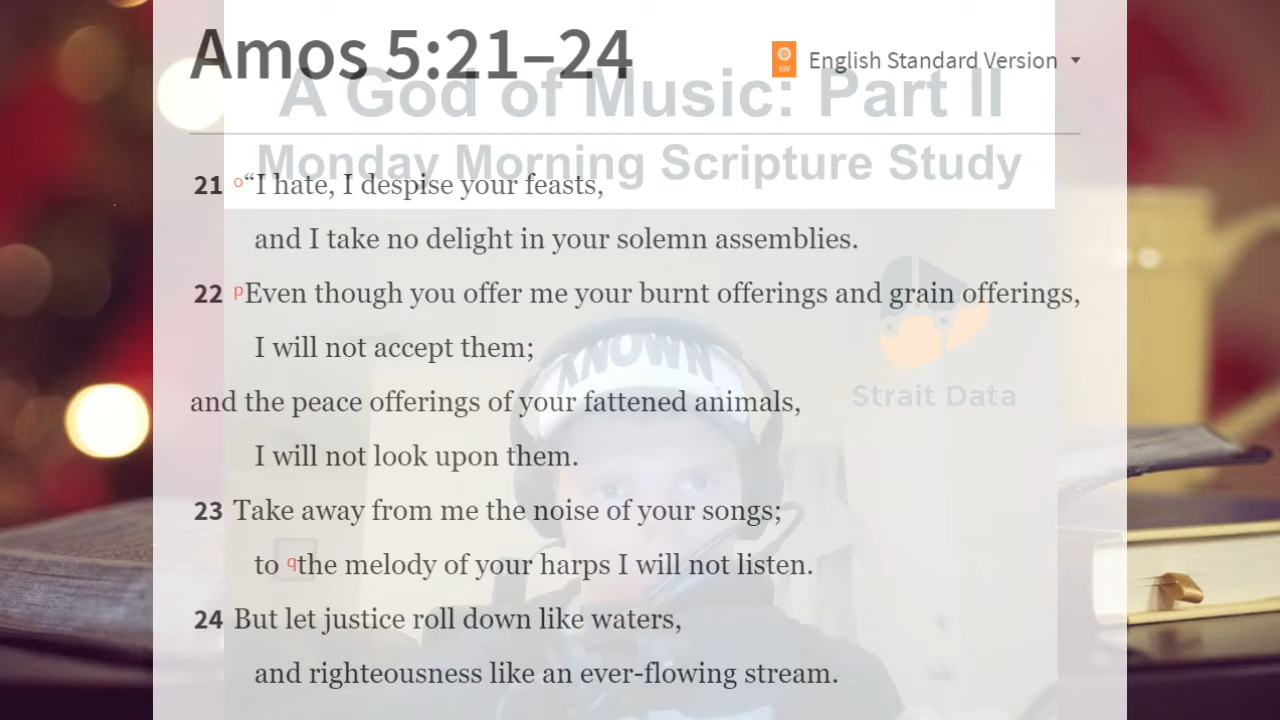 Amos 5:21–24
English Standard Version
A God of Music: Part II
Monday Morning Scripture Study
21 o“I hate, I despise your feasts,
and I take no delight in your solemn assemblies.
22 pEven though you offer me your burnt offerings and grain offerings,
I will not accept them;
KNOWN
and the peace offerings of your fattened animals,
Strait Data
I will not look upon them.
23 Take away from me the noise of your songs;
to qthe melody of your harps I will not listen.
24 But let justice roll down like waters,
and righteousness like an ever-flowing stream.